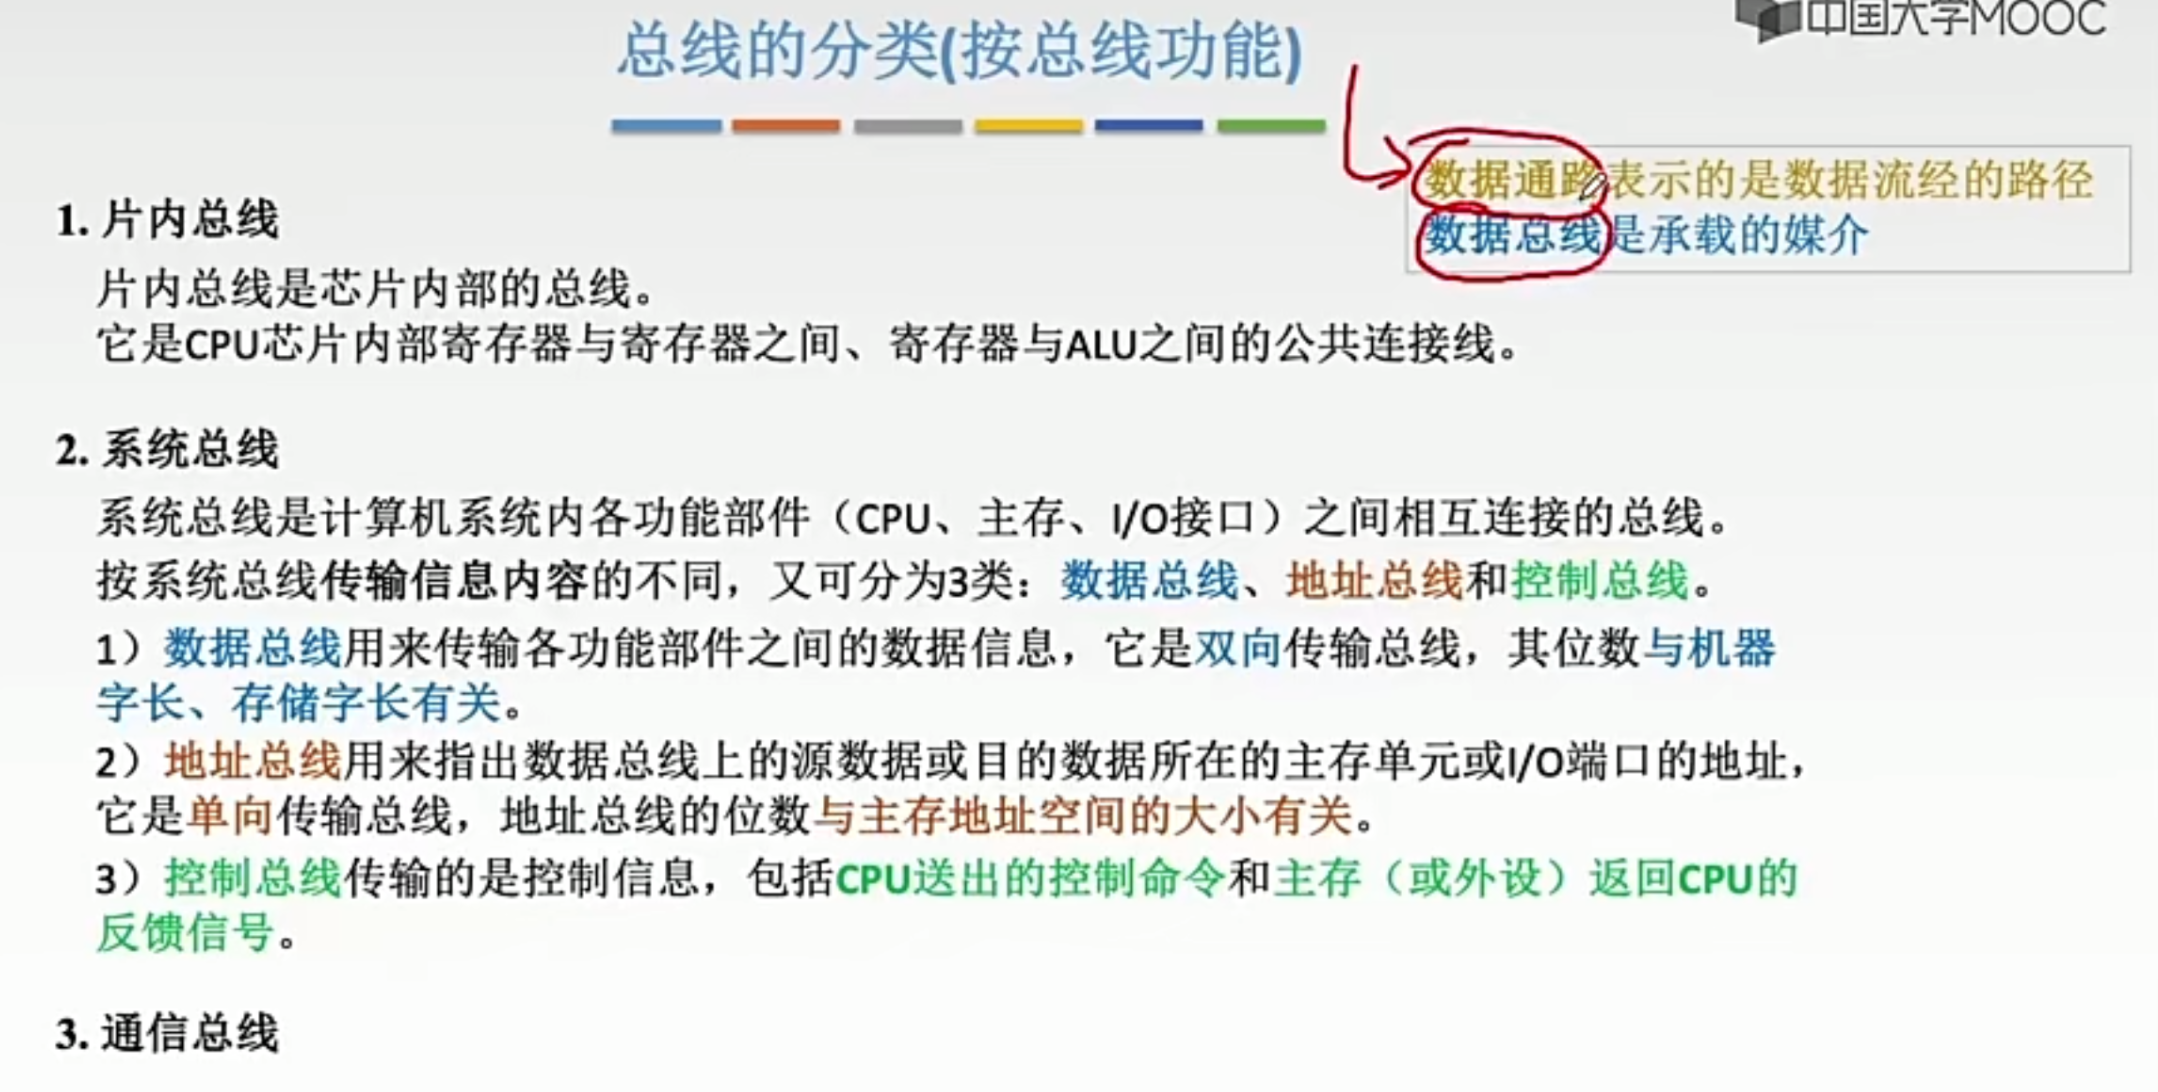 中国大学MOOC
总线的分类(按总线功能)
数据通路表示的是数据流经的路径
数据总线是承载的媒介
1. 片内总线
片内总线是芯片内部的总线。
它是CPU芯片内部寄存器与寄存器之间、寄存器与ALU之间的公共连接线。
2. 系统总线
系统总线是计算机系统内各功能部件（CPU、主存、I/O接口）之间相互连接的总线。
按系统总线传输信息内容的不同，又可分为3类：数据总线、地址总线和控制总线。
1）数据总线用来传输各功能部件之间的数据信息，它是双向传输总线，其位数与机器
字长、存储字长有关。
2）地址总线用来指出数据总线上的源数据或目的数据所在的主存单元或I/O端口的地址，
它是单向传输总线，地址总线的位数与主存地址空间的大小有关。
3）控制总线传输的是控制信息，包括CPU送出的控制命令和主存（或外设）返回CPU的
反馈信号。
3. 通信总线